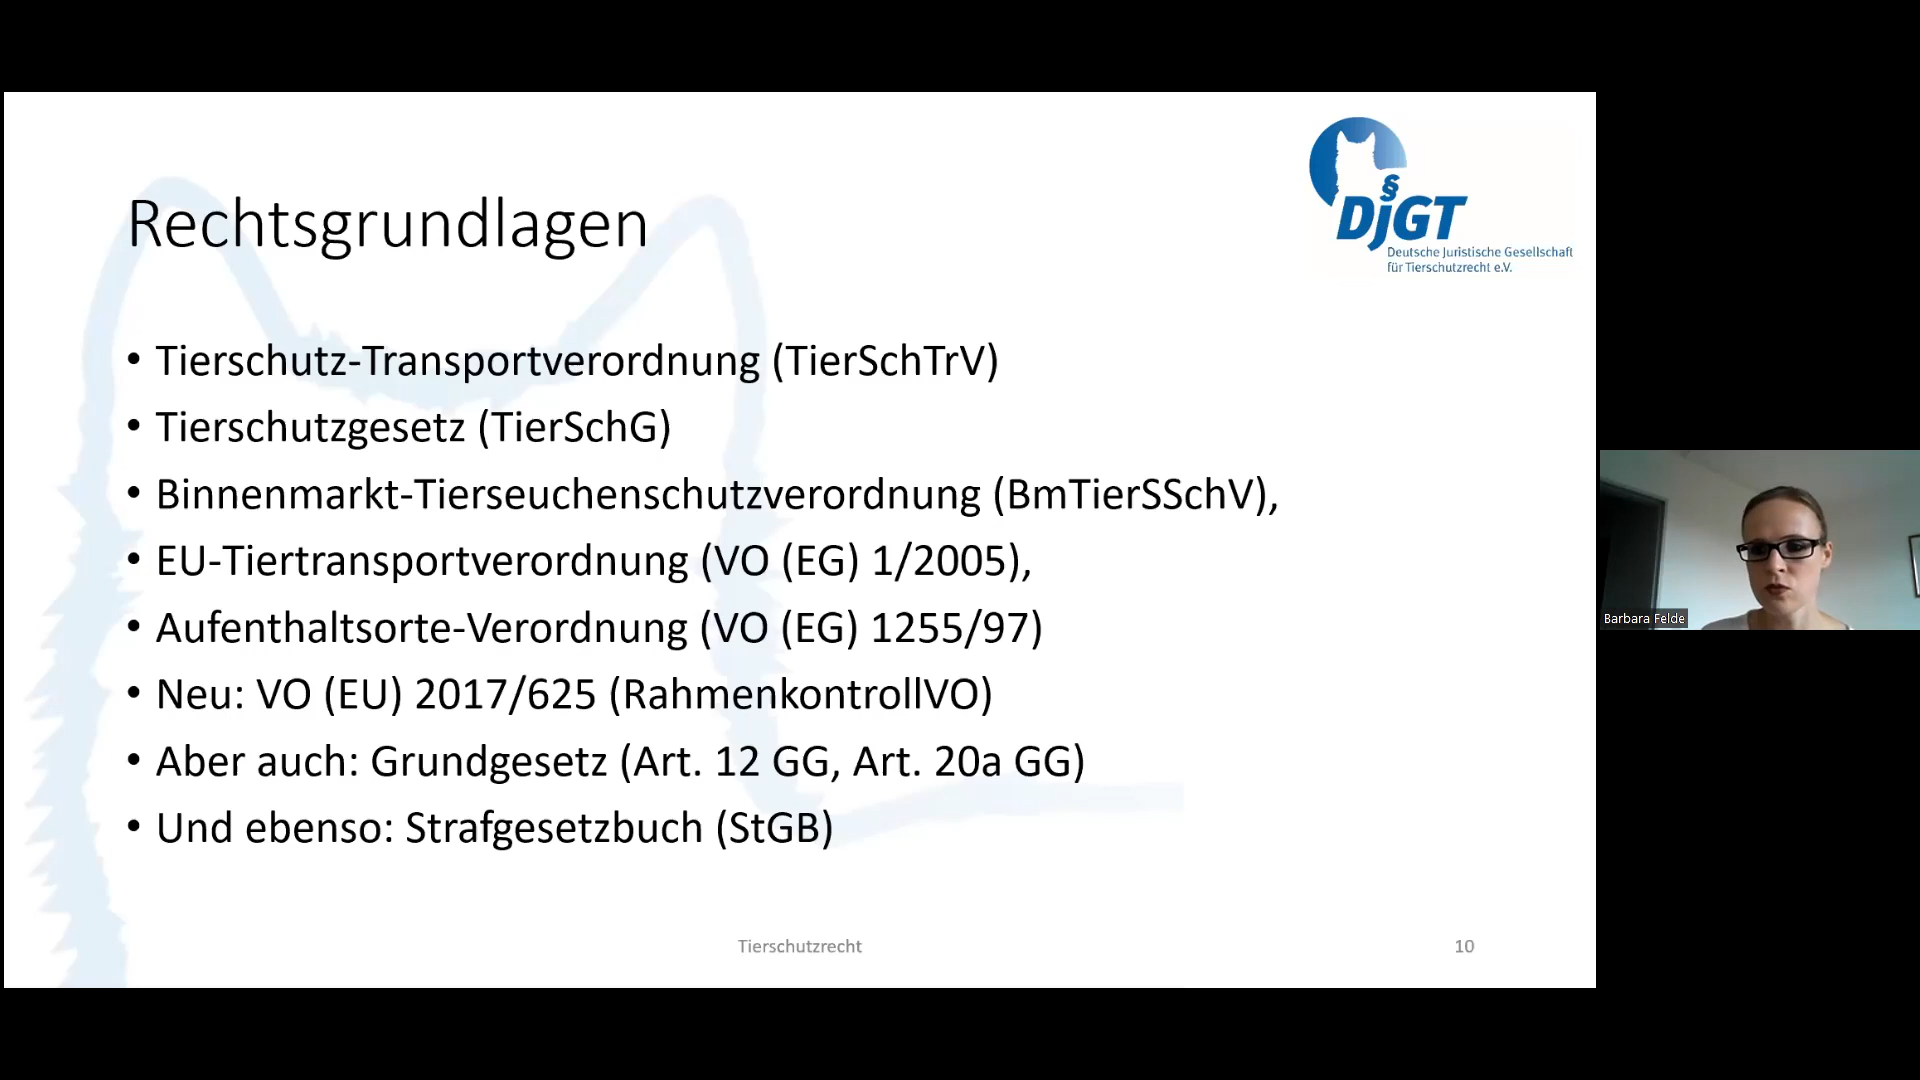 §
DJGT
Deutsche Juristische Gesellschaft
für Tierschutzrecht e.V.
Rechtsgrundlagen
• Tierschutz-Transportverordnung (TierSchTrV)
• Tierschutzgesetz (TierSchG)
• Binnenmarkt-Tierseuchenschutzverordnung (BmTierSSchV),
• EU-Tiertransportverordnung (VO (EG) 1/2005),
• Aufenthaltsorte-Verordnung (VO (EG) 1255/97)
• Neu: VO (EU) 2017/625 (RahmenkontrollVO)
• Aber auch: Grundgesetz (Art. 12 GG, Art. 20a GG)
• Und ebenso: Strafgesetzbuch (StGB)
Tierschutzrecht
10
Barbara Felde